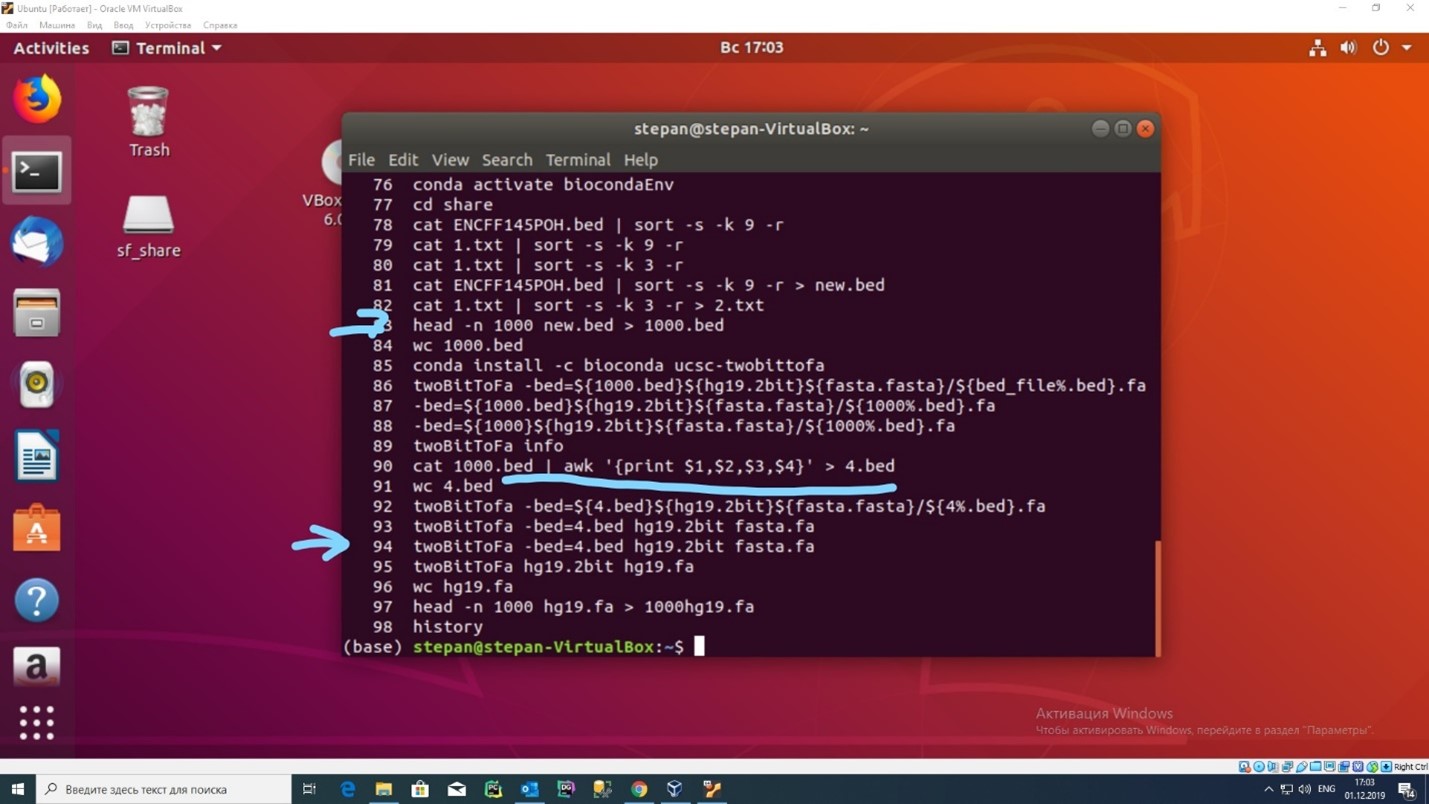 Ubuntu [Работает] - Oracle VM VirtualBox
Файл Машина Вид Ввод Устройства Справка
Activities Terminal Вс 17:03
Trash
sf_share
VBox
6.0
stepan@stepan-VirtualBox: ~
File Edit View Search Terminal Help
76 conda activate biocondaEnv
77 cd share
78 cat ENCFF145POH.bed | sort -s -k 9 -r
79 cat 1.txt | sort -s -k 9 -r
80 cat 1.txt | sort -s -k 3 -r
81 cat ENCFF145POH.bed | sort -s -k 9 -r > new.bed
82 cat 1.txt | sort -s -k 3 -r > 2.txt
83 head -n 1000 new.bed > 1000.bed
84 wc 1000.bed
85 conda install -c bioconda ucsc-twobittofa
86 twoBitToFa -bed=${1000.bed}${hg19.2bit}${fasta.fasta}/${bed_file%.bed}.fa
87 -bed=${1000.bed}${hg19.2bit}${fasta.fasta}/${1000%.bed}.fa
88 -bed=${1000}${hg19.2bit}${fasta.fasta}/${1000%.bed}.fa
89 twoBitToFa info
90 cat 1000.bed | awk '{print $1,$2,$3,$4}' > 4.bed
91 wc 4.bed
92 twoBitTofa -bed=${4.bed}${hg19.2bit}${fasta.fasta}/${4%.bed}.fa
93 twoBitTofa -bed=4.bed hg19.2bit fasta.fa
94 twoBitToFa -bed=4.bed hg19.2bit fasta.fa
95 twoBitToFa hg19.2bit hg19.fa
96 wc hg19.fa
97 head -n 1000 hg19.fa > 1000hg19.fa
98 history
(base) stepan@stepan-VirtualBox:~$
Активация Windows
Чтобы активировать Windows, перейдите в раздел "Параметры".
Right Ctrl
Введите здесь текст для поиска
ENG
17:03
01.12.2019
14